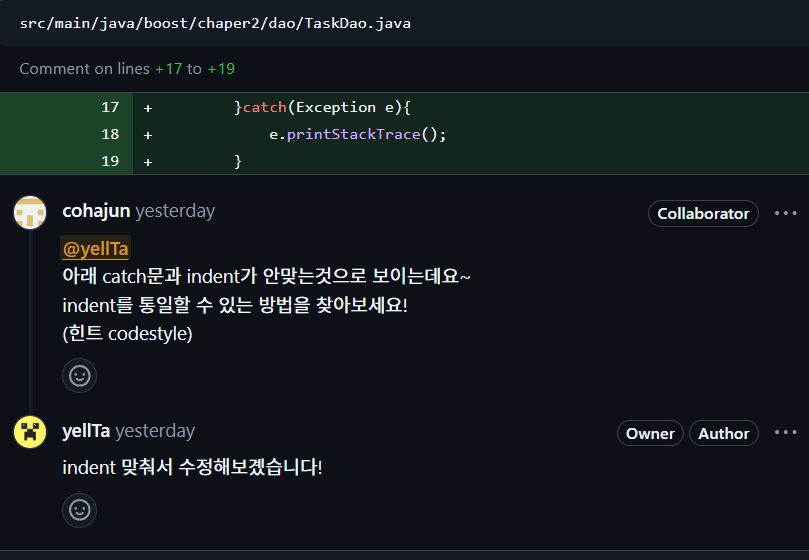 src/main/java/boost/chaper2/dao/TaskDao.java
Comment on lines +17 to +19
17 + }catch(Exception e){
18 + e.printStackTrace();
19 + }
cohajun yesterday Collaborator
@yellTa
아래 catch문과 indent가 안맞는것으로 보이는데요~
indent를 통일할 수 있는 방법을 찾아보세요!
(힌트 codestyle)
yellTa yesterday Owner Author
indent 맞춰서 수정해보겠습니다!